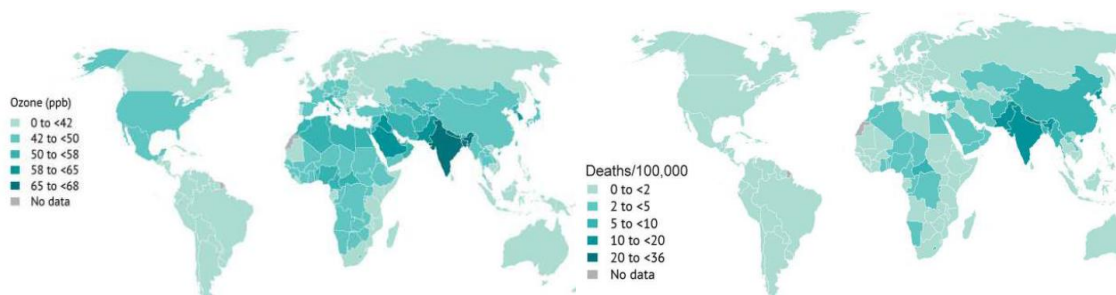 Ozone (ppb)
0 to <42
42 to <50
50 to <58
58 to <65
65 to <68
No data
Deaths/100,000
0 to <2
2 to <5
5 to <10
10 to <20
20 to <36
No data